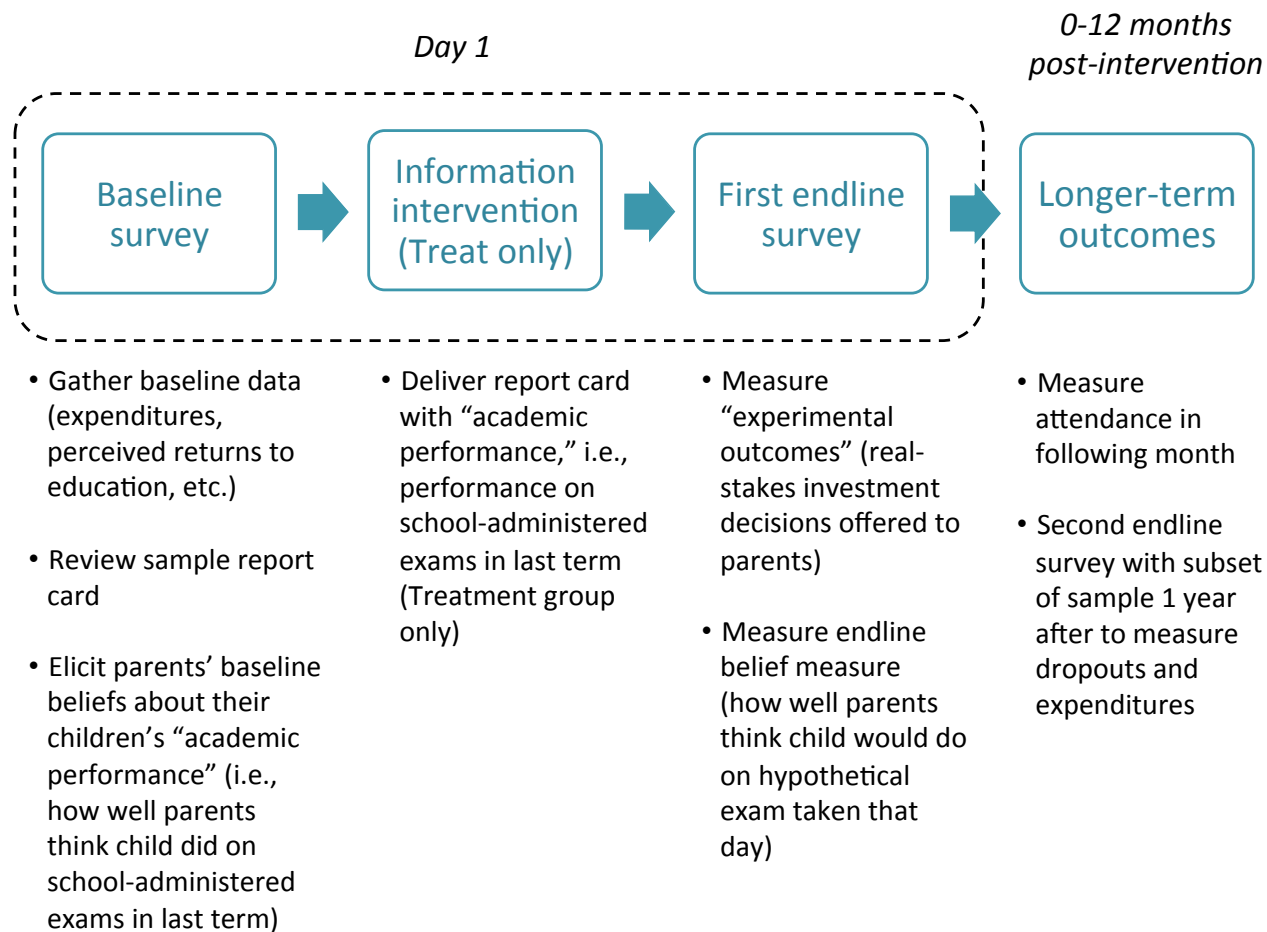 Day 1
0-12 months
post-intervention
Baseline
survey
Information
intervention
(Treat only)
First endline
survey
Longer-term
outcomes
• Gather baseline data
(expenditures,
perceived returns to
education, etc.)
• Review sample report
card
• Elicit parents’ baseline
beliefs about their
children’s “academic
performance” (i.e.,
how well parents
think child did on
school-administered
exams in last term)
• Deliver report card
with “academic
performance,” i.e.,
performance on
school-administered
exams in last term
(Treatment group
only)
• Measure
“experimental
outcomes” (real-
stakes investment
decisions offered to
parents)
• Measure endline
belief measure
(how well parents
think child would do
on hypothetical
exam taken that
day)
• Measure
attendance in
following month
• Second endline
survey with subset
of sample 1 year
after to measure
dropouts and
expenditures